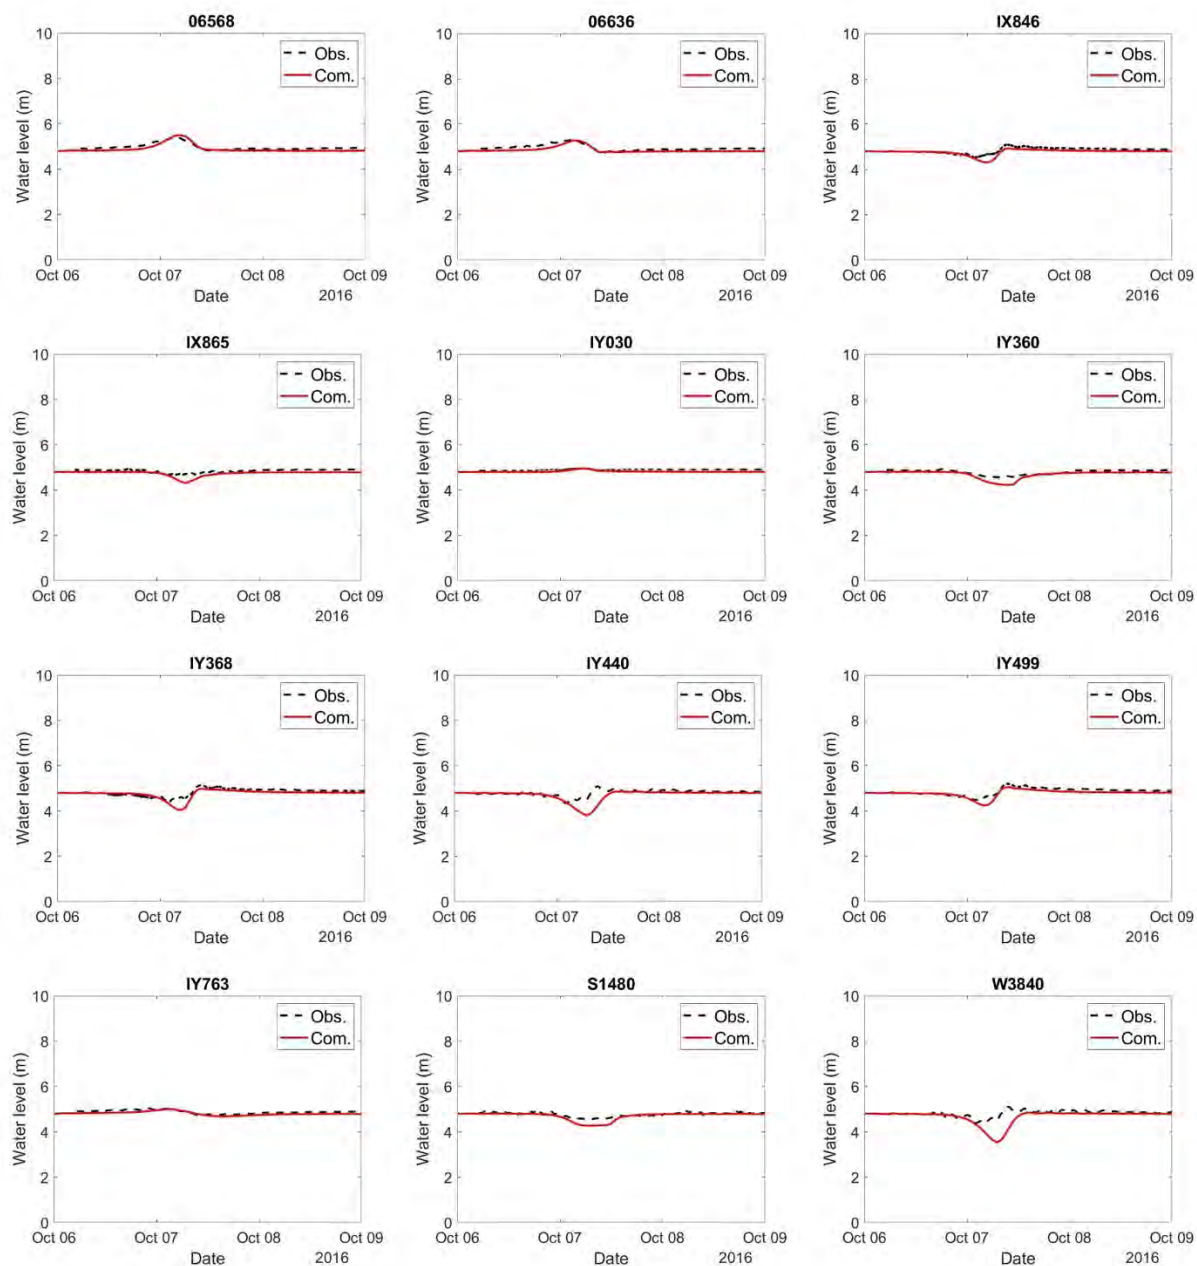 06568
Obs.
Com.
Water level (m)
10
8
6
4
2
0
Oct 06
Oct 07
Oct 08
Oct 09
Date
2016
06636
Obs.
Com.
Water level (m)
10
8
6
4
2
0
Oct 06
Oct 07
Oct 08
Oct 09
Date
2016
IX846
Obs.
Com.
Water level (m)
10
8
6
4
2
0
Oct 06
Oct 07
Oct 08
Oct 09
Date
2016
IX865
Obs.
Com.
Water level (m)
10
8
6
4
2
0
Oct 06
Oct 07
Oct 08
Oct 09
Date
2016
IY030
Obs.
Com.
Water level (m)
10
8
6
4
2
0
Oct 06
Oct 07
Oct 08
Oct 09
Date
2016
IY360
Obs.
Com.
Water level (m)
10
8
6
4
2
0
Oct 06
Oct 07
Oct 08
Oct 09
Date
2016
IY368
Obs.
Com.
Water level (m)
10
8
6
4
2
0
Oct 06
Oct 07
Oct 08
Oct 09
Date
2016
IY440
Obs.
Com.
Water level (m)
10
8
6
4
2
0
Oct 06
Oct 07
Oct 08
Oct 09
Date
2016
IY499
Obs.
Com.
Water level (m)
10
8
6
4
2
0
Oct 06
Oct 07
Oct 08
Oct 09
Date
2016
IY763
Obs.
Com.
Water level (m)
10
8
6
4
2
0
Oct 06
Oct 07
Oct 08
Oct 09
Date
2016
S1480
Obs.
Com.
Water level (m)
10
8
6
4
2
0
Oct 06
Oct 07
Oct 08
Oct 09
Date
2016
W3840
Obs.
Com.
Water level (m)
10
8
6
4
2
0
Oct 06
Oct 07
Oct 08
Oct 09
Date
2016